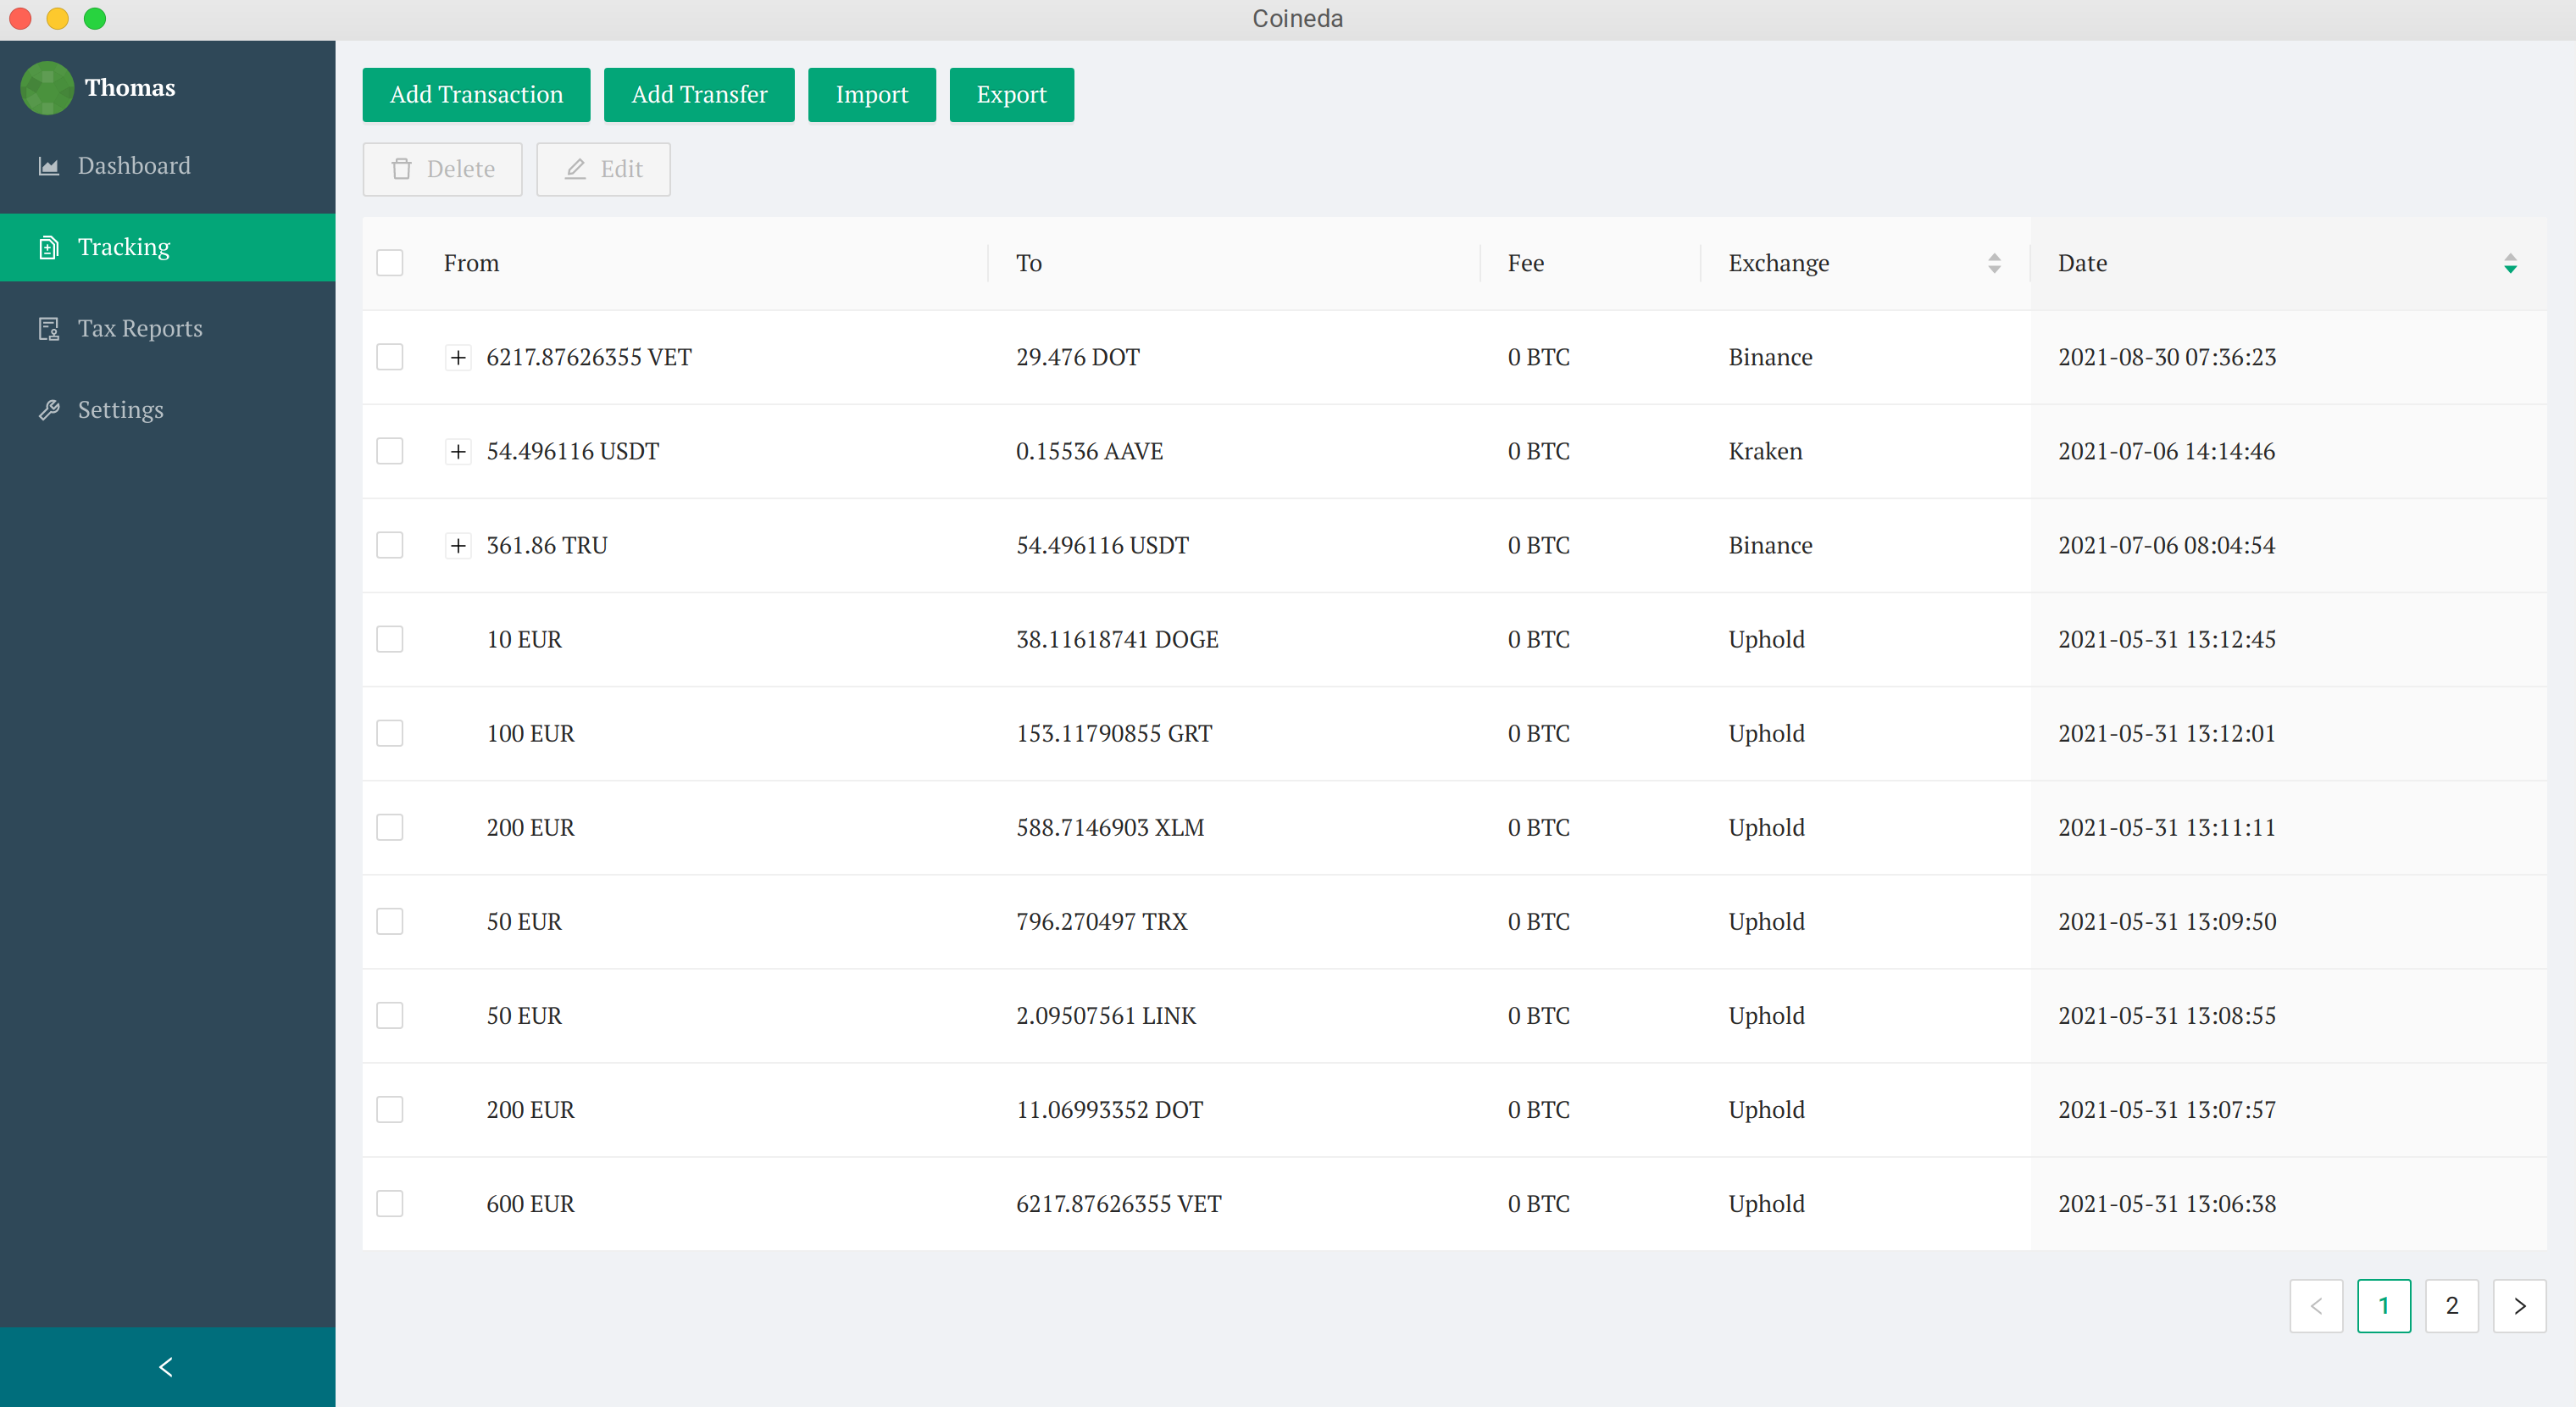 Coineda
Thomas
Dashboard
Tracking
Tax Reports
Settings
Add Transaction Add Transfer Import Export
Delete Edit
From To Fee Exchange Date
6217.87626355 VET 29.476 DOT 0 BTC Binance 2021-08-30 07:36:23
54.496116 USDT 0.15536 AAVE 0 BTC Kraken 2021-07-06 14:14:46
361.86 TRU 54.496116 USDT 0 BTC Binance 2021-07-06 08:04:54
10 EUR 38.11618741 DOGE 0 BTC Uphold 2021-05-31 13:12:45
100 EUR 153.11790855 GRT 0 BTC Uphold 2021-05-31 13:12:01
200 EUR 588.7146903 XLM 0 BTC Uphold 2021-05-31 13:11:11
50 EUR 796.270497 TRX 0 BTC Uphold 2021-05-31 13:09:50
50 EUR 2.09507561 LINK 0 BTC Uphold 2021-05-31 13:08:55
200 EUR 11.06993352 DOT 0 BTC Uphold 2021-05-31 13:07:57
600 EUR 6217.87626355 VET 0 BTC Uphold 2021-05-31 13:06:38
1 2